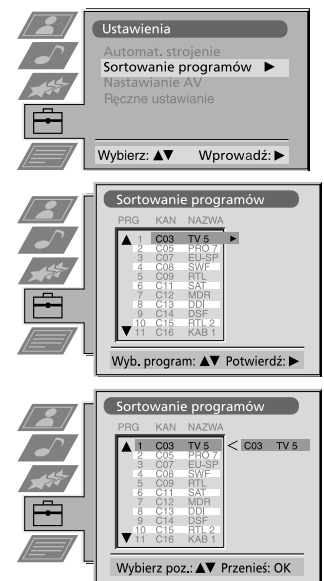 Ustawienia
Automat. strojenie
Sortowanie programów ▶
Nastawianie AV
Ręczne ustawianie
Wybierz: ▲▼ Wprowadź: ▶
Sortowanie programów
PRG KAN NAZWA
▲ 1 C03 TV 5 ▶
2 C05 PRO 7
3 C07 EU-SP
4 C08 SWF
5 C09 RTL
6 C11 SAT
7 C12 MDR
8 C13 DDI
9 C14 DSF
10 C15 RTL 2
▼ 11 C16 KAB 1
Wyb. program: ▲▼ Potwierdź: ▶
Sortowanie programów
PRG KAN NAZWA
▲ 1 C03 TV 5 < C03 TV 5
2 C05 PRO 7
3 C07 EU-SP
4 C08 SWF
5 C09 RTL
6 C11 SAT
7 C12 MDR
8 C13 DDI
9 C14 DSF
10 C15 RTL 2
▼ 11 C16 KAB 1
Wybierz poz.: ▲▼ Przenieś: OK